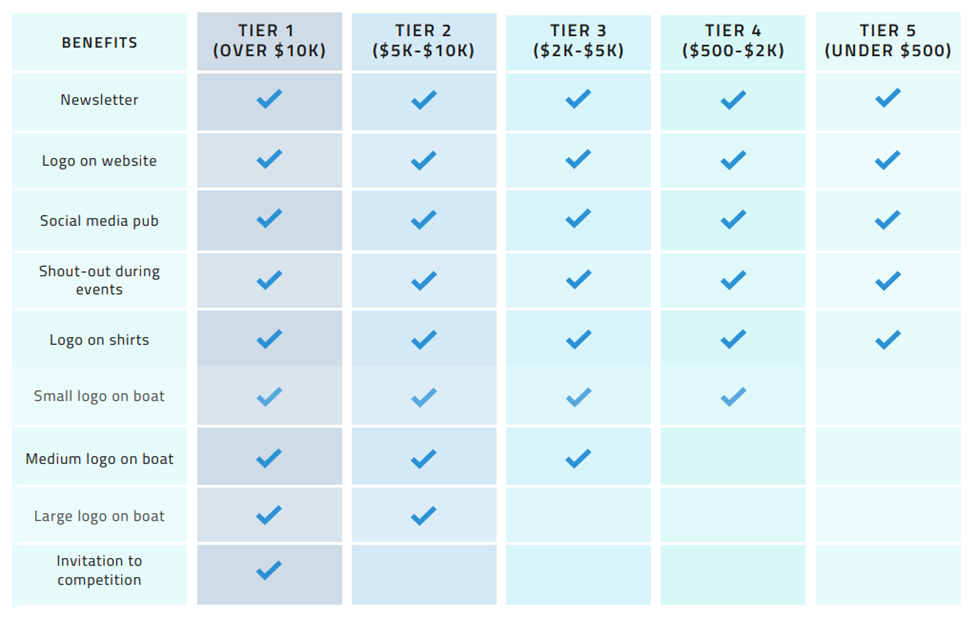 BENEFITS
TIER 1
(OVER $10K)
TIER 2
($5K-$10K)
TIER 3
($2K-$5K)
TIER 4
($500-$2K)
TIER 5
(UNDER $500)
Newsletter
Logo on website
Social media pub
Shout-out during
events
Logo on shirts
Small logo on boat
Medium logo on boat
Large logo on boat
Invitation to
competition